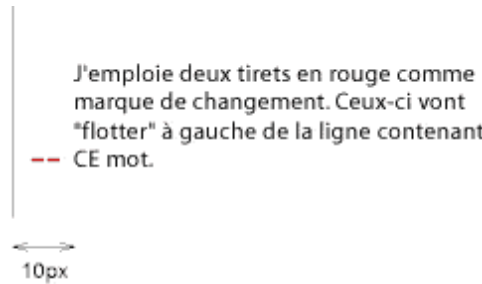 J'emploie deux tirets en rouge comme
marque de changement. Ceux-ci vont
"flotter" à gauche de la ligne contenant
-- CE mot.
10px